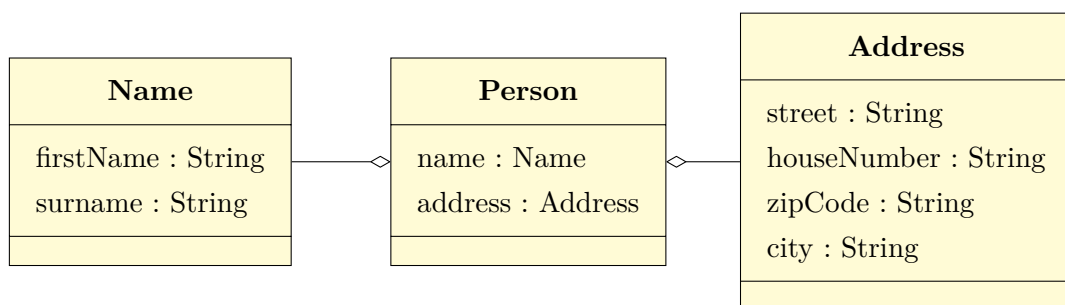 Name
firstName : String
surname : String
Person
name : Name
address : Address
Address
street : String
houseNumber : String
zipCode : String
city : String